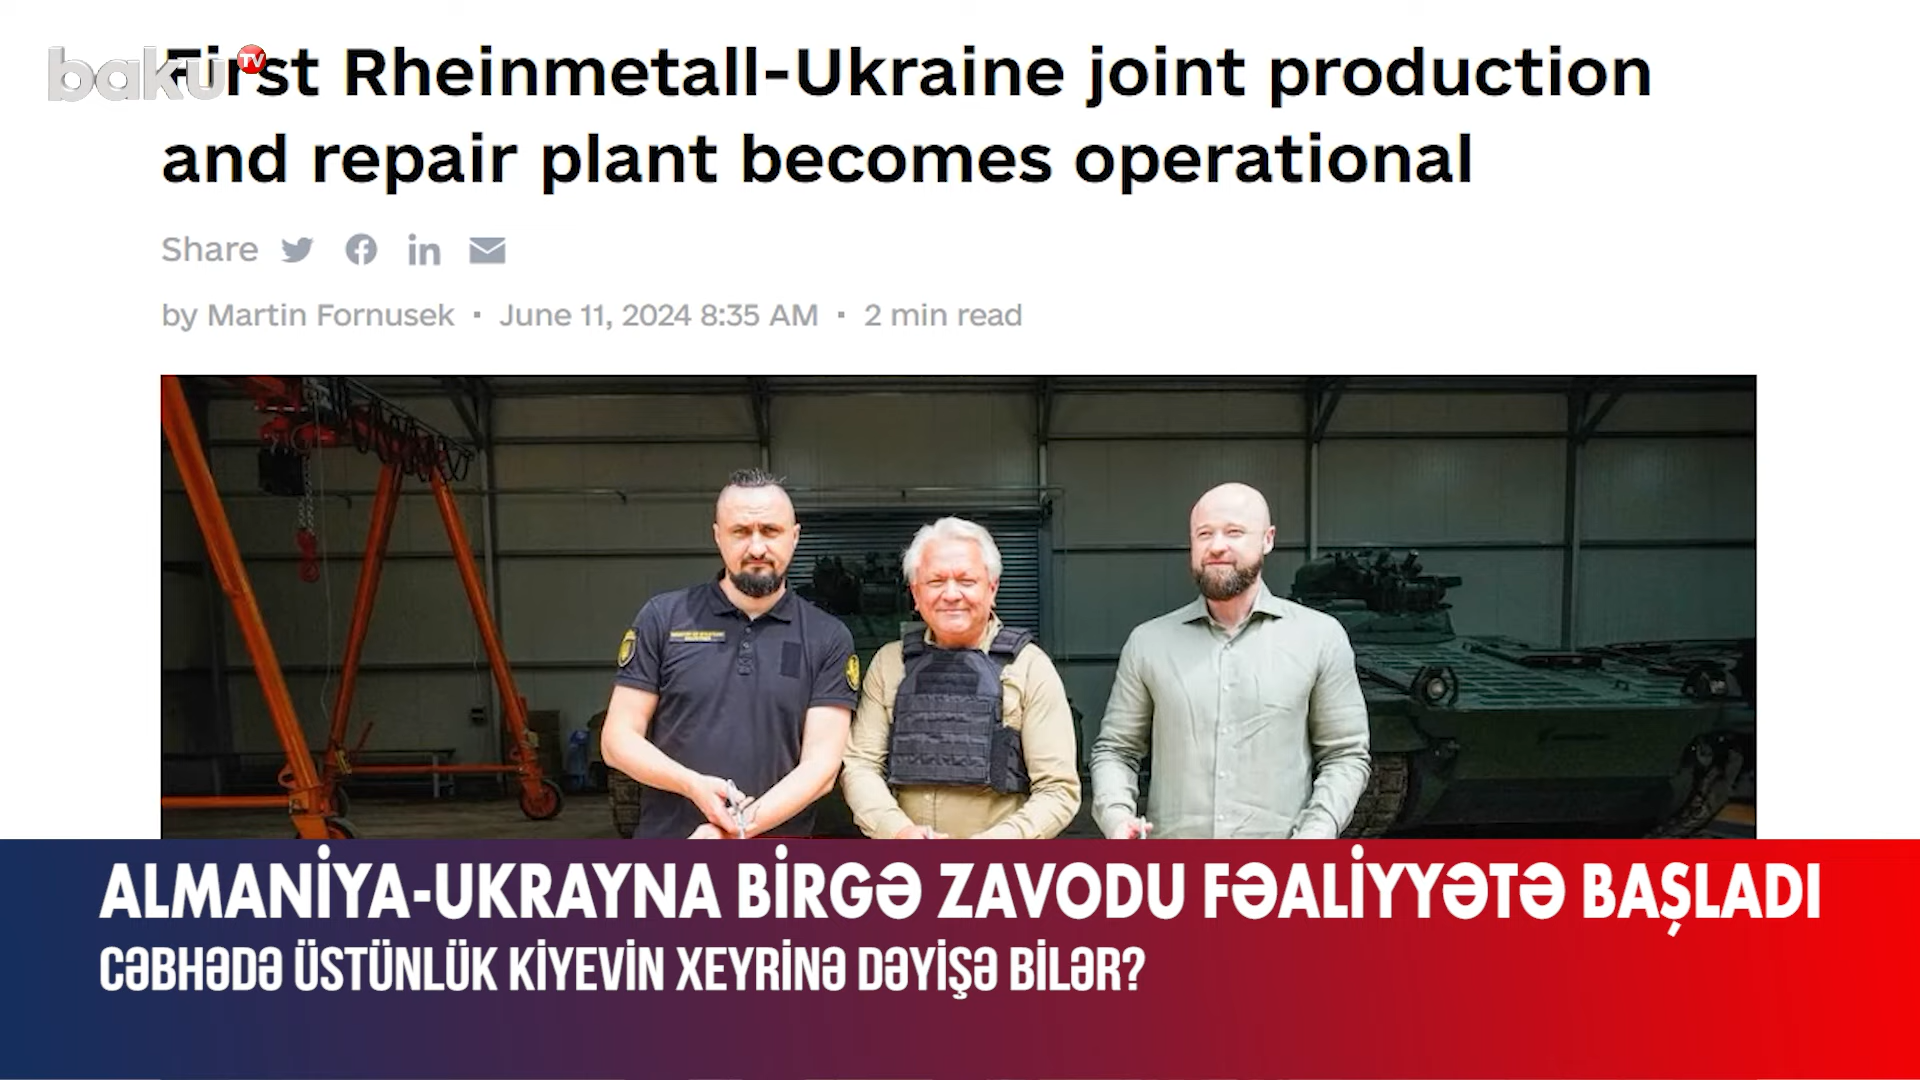 baku TV
First Rheinmetall-Ukraine joint production
and repair plant becomes operational
Share
by Martin Fornusek · June 11, 2024 8:35 AM · 2 min read
ALMANİYA-UKRAYNA BİRGƏ ZAVODU FƏALİYYƏTƏ BAŞLADI
CƏBHƏDƏ ÜSTÜNLÜK KİYEVİN XEYRİNƏ DƏYİŞƏ BİLƏR?